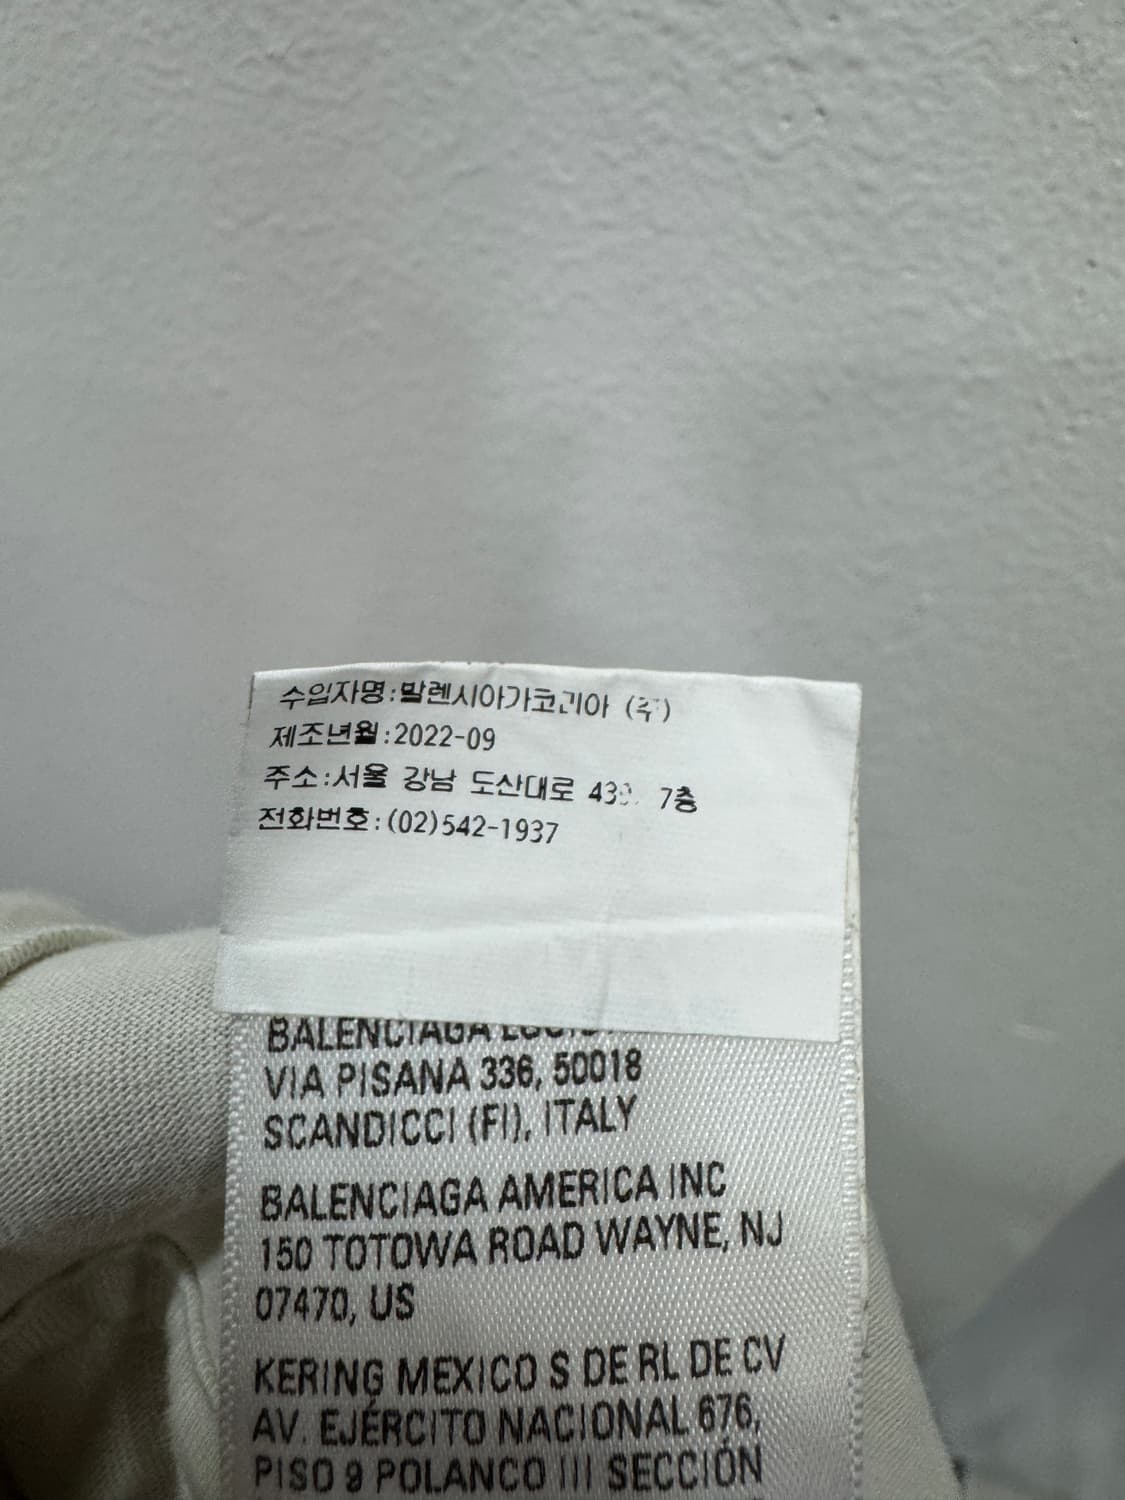 수입자명:발렌시아가코리아 (주)
제조년월:2022-09
주소:서울 강남 도산대로 7층
전화번호:(02)542-1937
BALENCIAGA
VIA PISANA 336, 50018
SCANDICCI (FI), ITALY
BALENCIAGA AMERICA INC
150 TOTOWA ROAD WAYNE, NJ
07470, US
KERING MEXICO S DE RL DE CV
AV. EJÉRCITO NACIONAL 676,
PISO 9 POLANCO III SECCIÓN